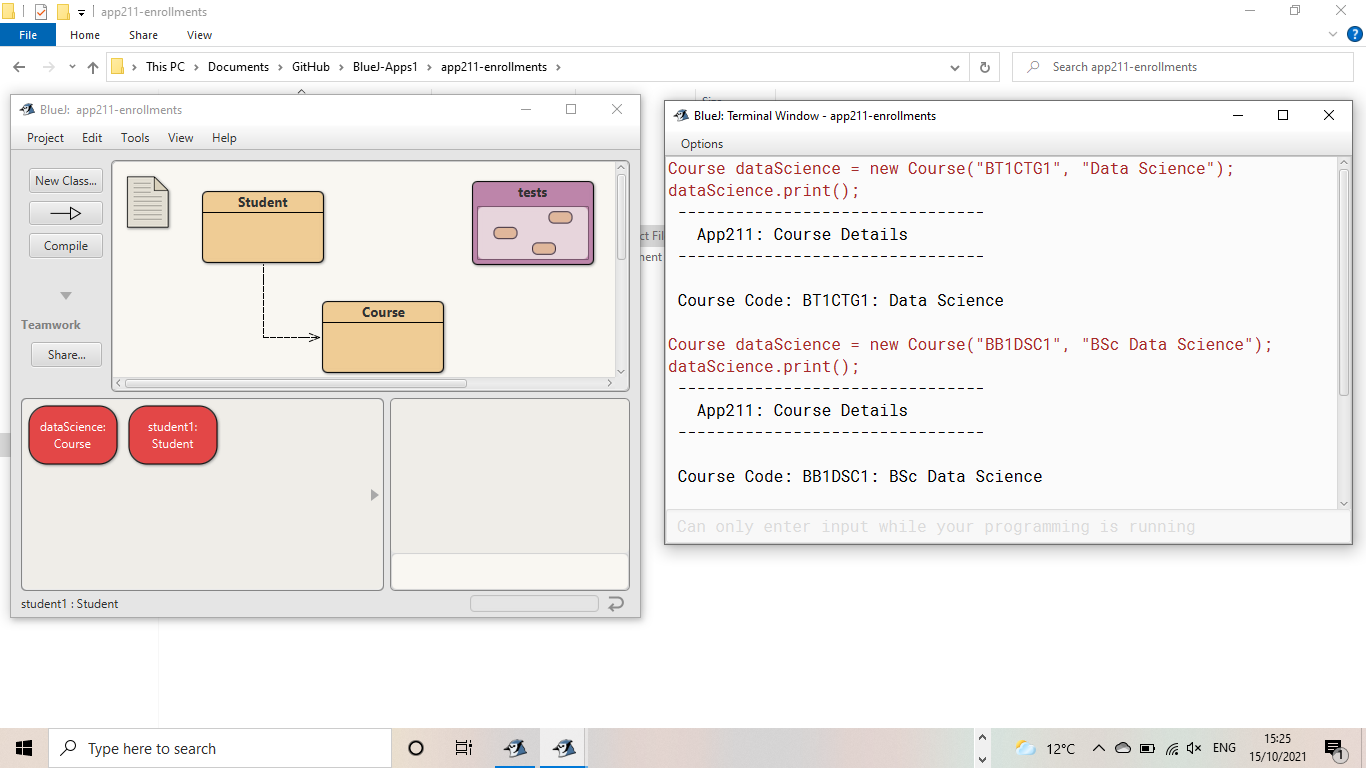 app211-enrollments
File Home Share View
This PC Documents GitHub BlueJ-Apps1 app211-enrollments
Search app211-enrollments
BlueJ: app211-enrollments
Project Edit Tools View Help
New Class...
Compile
Teamwork
Share...
Student
tests
Course
dataScience:
Course
student1:
Student
student1 : Student
BlueJ: Terminal Window - app211-enrollments
Options
Course dataScience = new Course("BT1CTG1", "Data Science");
dataScience.print();
--------------------------------
App211: Course Details
--------------------------------
Course Code: BT1CTG1: Data Science
Course dataScience = new Course("BB1DSC1", "BSc Data Science");
dataScience.print();
--------------------------------
App211: Course Details
--------------------------------
Course Code: BB1DSC1: BSc Data Science
Can only enter input while your programming is running
Type here to search
12°C
ENG
15:25
15/10/2021
1